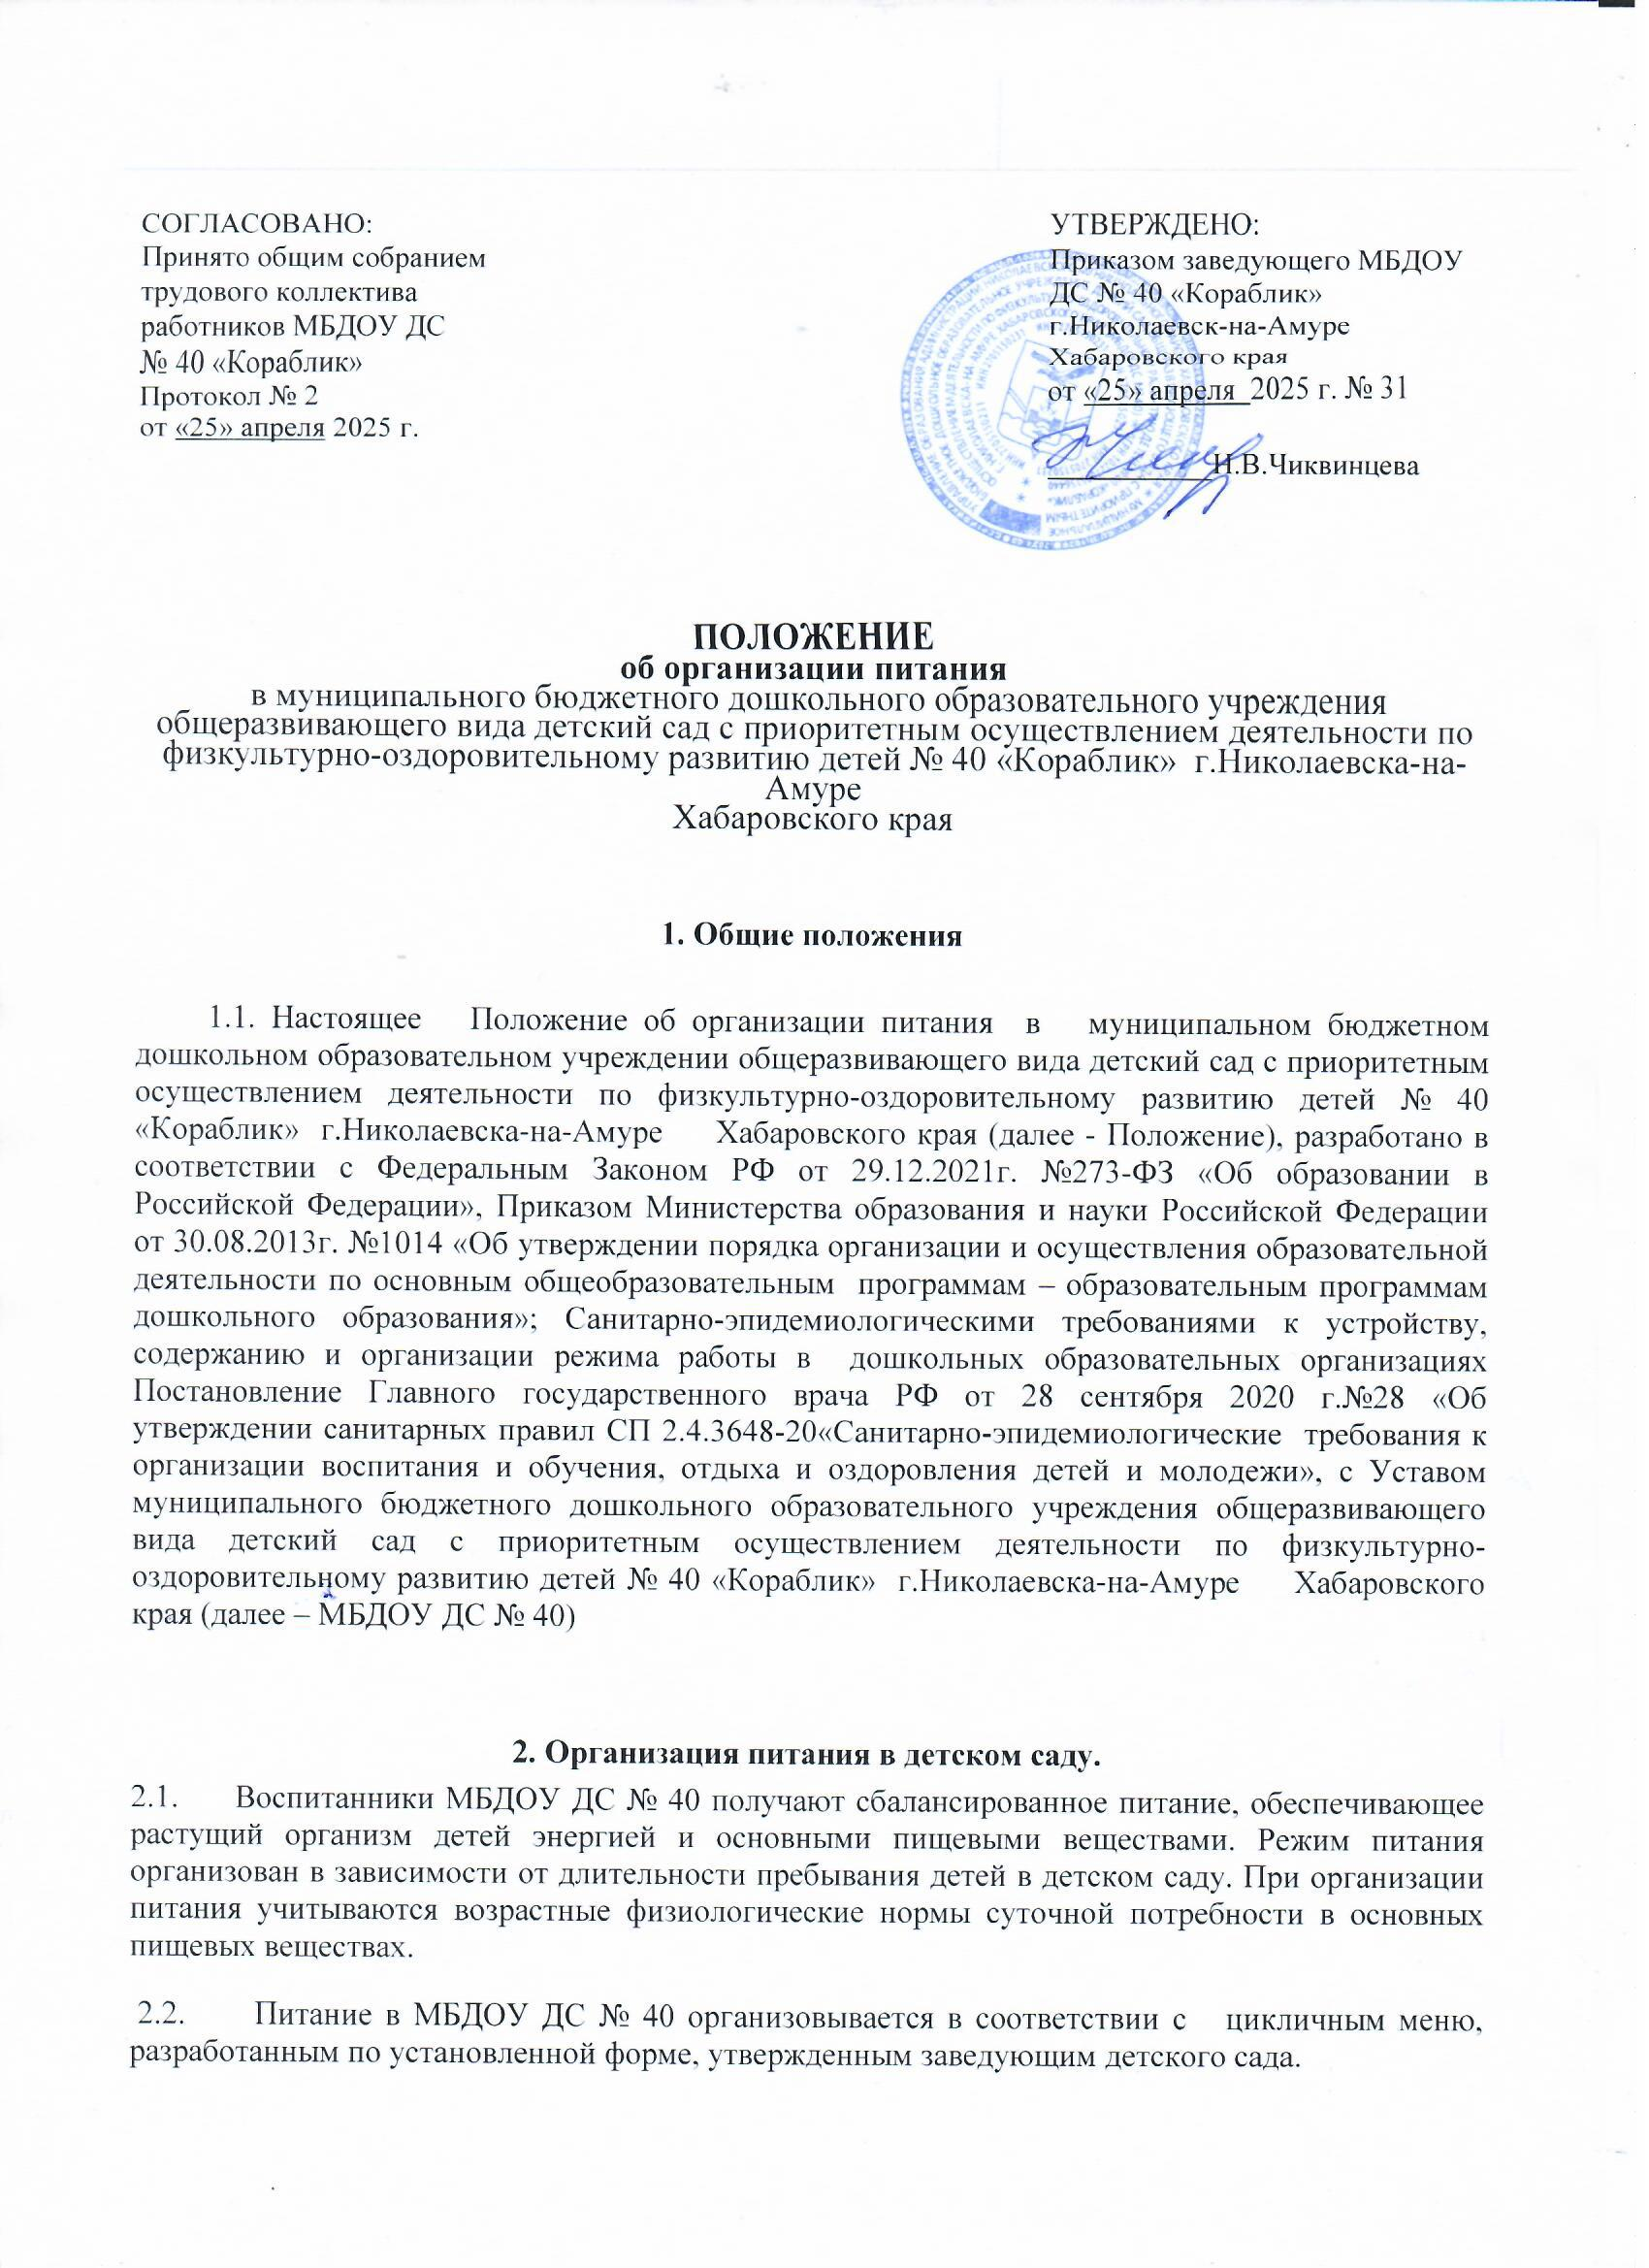 СОГЛАСОВАНО:
Принято общим собранием
трудового коллектива
работников МБДОУ ДС
№ 40 «Кораблик»
Протокол № 2
от «25» апреля 2025 г.
УТВЕРЖДЕНО:
Приказом заведующего МБДОУ
ДС № 40 «Кораблик»
г.Николаевск-на-Амуре
Хабаровского края
от «25» апреля 2025 г. № 31
Н.В.Чиквинцева
ПОЛОЖЕНИЕ
об организации питания
в муниципального бюджетного дошкольного образовательного учреждения
общеразвивающего вида детский сад с приоритетным осуществлением деятельности по
физкультурно-оздоровительному развитию детей № 40 «Кораблик» г.Николаевска-на-
Амуре
Хабаровского края
1. Общие положения
1.1. Настоящее Положение об организации питания в муниципальном бюджетном
дошкольном образовательном учреждении общеразвивающего вида детский сад с приоритетным
осуществлением деятельности по физкультурно-оздоровительному развитию детей № 40
«Кораблик» г.Николаевска-на-Амуре Хабаровского края (далее - Положение), разработано в
соответствии с Федеральным Законом РФ от 29.12.2021г. №273-ФЗ «Об образовании в
Российской Федерации», Приказом Министерства образования и науки Российской Федерации
от 30.08.2013г. №1014 «Об утверждении порядка организации и осуществления образовательной
деятельности по основным общеобразовательным программам – образовательным программам
дошкольного образования»; Санитарно-эпидемиологическими требованиями к устройству,
содержанию и организации режима работы в дошкольных образовательных организациях
Постановление Главного государственного врача РФ от 28 сентября 2020 г.№28 «Об
утверждении санитарных правил СП 2.4.3648-20«Санитарно-эпидемиологические требования к
организации воспитания и обучения, отдыха и оздоровления детей и молодежи», с Уставом
муниципального бюджетного дошкольного образовательного учреждения общеразвивающего
вида детский сад с приоритетным осуществлением деятельности по физкультурно-
оздоровительному развитию детей № 40 «Кораблик» г.Николаевска-на-Амуре Хабаровского
края (далее – МБДОУ ДС № 40)
2. Организация питания в детском саду.
2.1. Воспитанники МБДОУ ДС № 40 получают сбалансированное питание, обеспечивающее
растущий организм детей энергией и основными пищевыми веществами. Режим питания
организован в зависимости от длительности пребывания детей в детском саду. При организации
питания учитываются возрастные физиологические нормы суточной потребности в основных
пищевых веществах.
2.2. Питание в МБДОУ ДС № 40 организовывается в соответствии с цикличным меню,
разработанным по установленной форме, утвержденным заведующим детского сада.